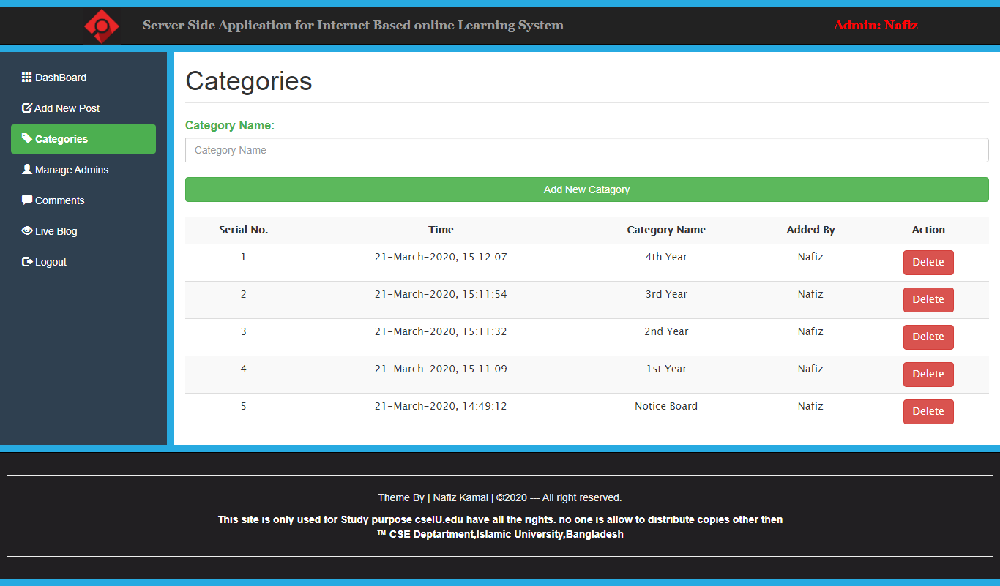 Server Side Application for Internet Based online Learning System
Admin: Nafiz
DashBoard
Add New Post
Categories
Manage Admins
Comments
Live Blog
Logout
Categories
Category Name:
Category Name
Add New Catagory
Serial No. Time Category Name Added By Action
1 21-March-2020, 15:12:07 4th Year Nafiz Delete
2 21-March-2020, 15:11:54 3rd Year Nafiz Delete
3 21-March-2020, 15:11:32 2nd Year Nafiz Delete
4 21-March-2020, 15:11:09 1st Year Nafiz Delete
5 21-March-2020, 14:49:12 Notice Board Nafiz Delete
Theme By | Nafiz Kamal | ©2020 --- All right reserved.
This site is only used for Study purpose cseIU.edu have all the rights. no one is allow to distribute copies other then
™ CSE Deptartment,Islamic University,Bangladesh